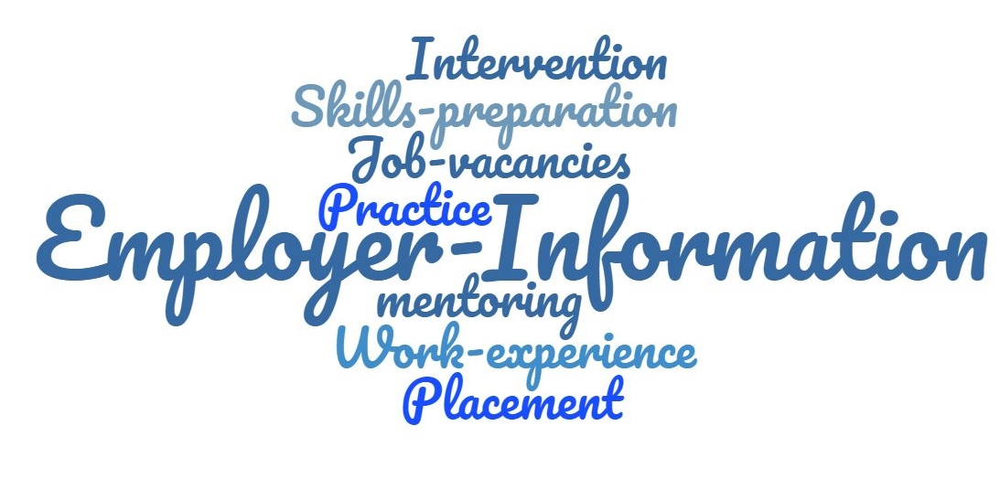 Intervention
Skills-preparation
Job-vacancies
Practice
Employer-Information
mentoring
Work-experience
Placement